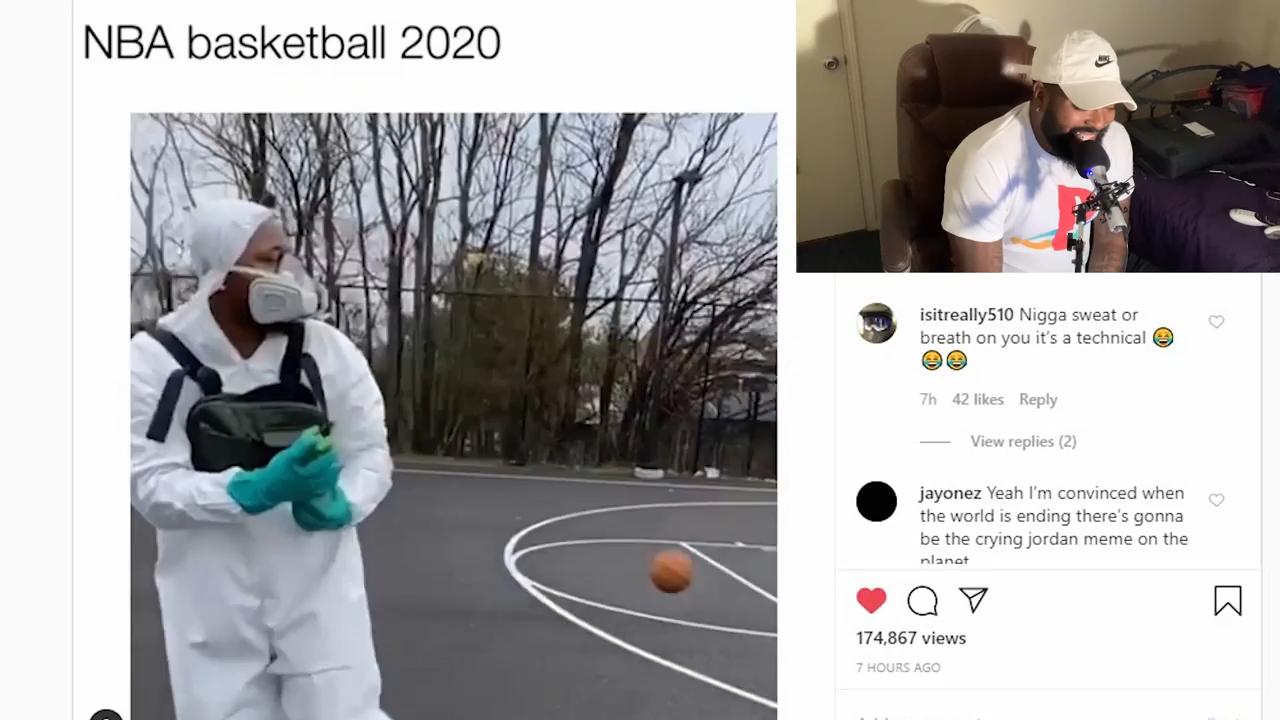 NBA basketball 2020
isitreally510 Nigga sweat or
breath on you it's a technical 😂
😂😂
7h 42 likes Reply
View replies (2)
jayonez Yeah I'm convinced when
the world is ending there's gonna
be the crying jordan meme on the
planet
174,867 views
7 HOURS AGO